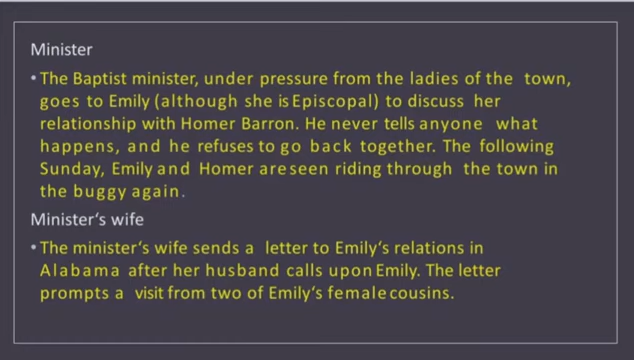 Minister
• The Baptist minister, under pressure from the ladies of the town,
goes to Emily (although she is Episcopal) to discuss her
relationship with Homer Barron. He never tells anyone what
happens, and he refuses to go back together. The following
Sunday, Emily and Homer are seen riding through the town in
the buggy again.
Minister‘s wife
• The minister‘s wife sends a letter to Emily‘s relations in
Alabama after her husband calls upon Emily. The letter
prompts a visit from two of Emily‘s female cousins.